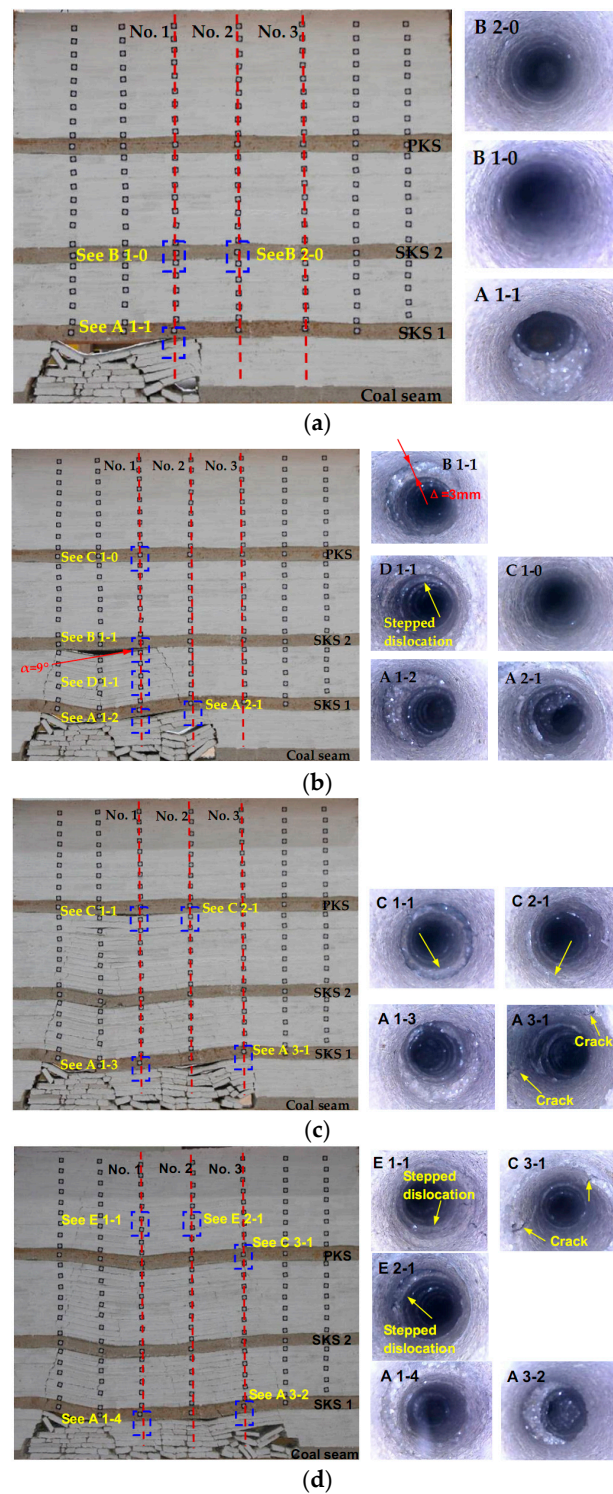 No. 1 No. 2 No. 3
PKS
See B 1-0
SeeB 2-0
SKS 2
See A 1-1
SKS 1
Coal seam
B 2-0
B 1-0
A 1-1
(a)
No. 1 No. 2 No. 3
See C 1-0
PKS
See B 1-1
SKS 2
α=9°
See D 1-1
See A 2-1
SKS 1
See A 1-2
Coal seam
B 1-1
Δ=3mm
D 1-1
Stepped
dislocation
C 1-0
A 1-2
A 2-1
(b)
No. 1 No. 2 No. 3
See C 1-1
See C 2-1
PKS
SKS 2
See A 3-1
SKS 1
See A 1-3
Coal seam
C 1-1
C 2-1
A 1-3
A 3-1
Crack
Crack
(c)
No. 1 No. 2 No. 3
See E 1-1
See E 2-1
See C 3-1
PKS
SKS 2
See A 3-2
SKS 1
See A 1-4
Coal seam
E 1-1
Stepped
dislocation
C 3-1
Crack
E 2-1
Stepped
dislocation
A 1-4
A 3-2
(d)